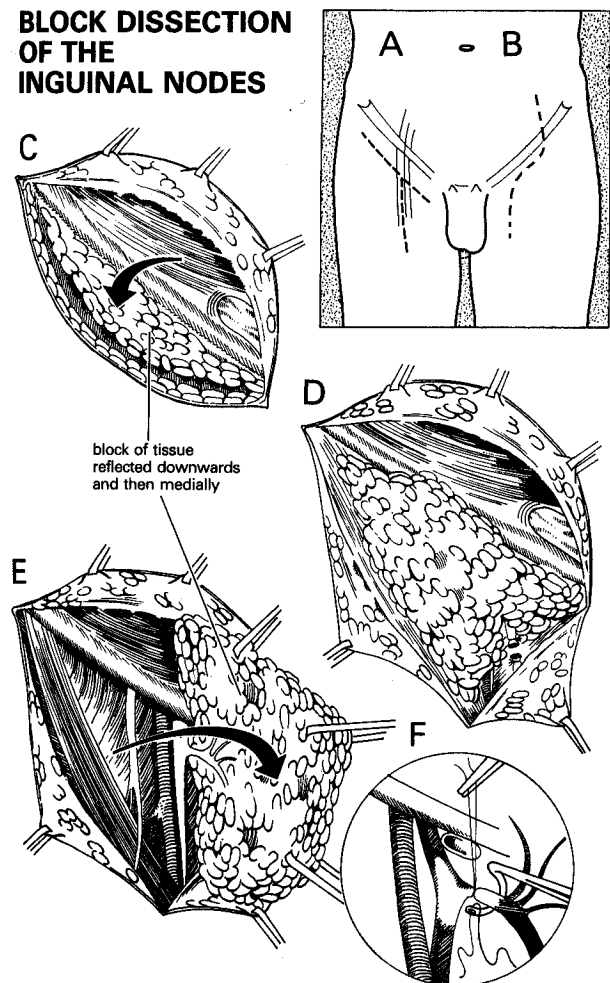 BLOCK DISSECTION
OF THE
INGUINAL NODES
A
B
C
D
block of tissue
reflected downwards
and then medially
E
F